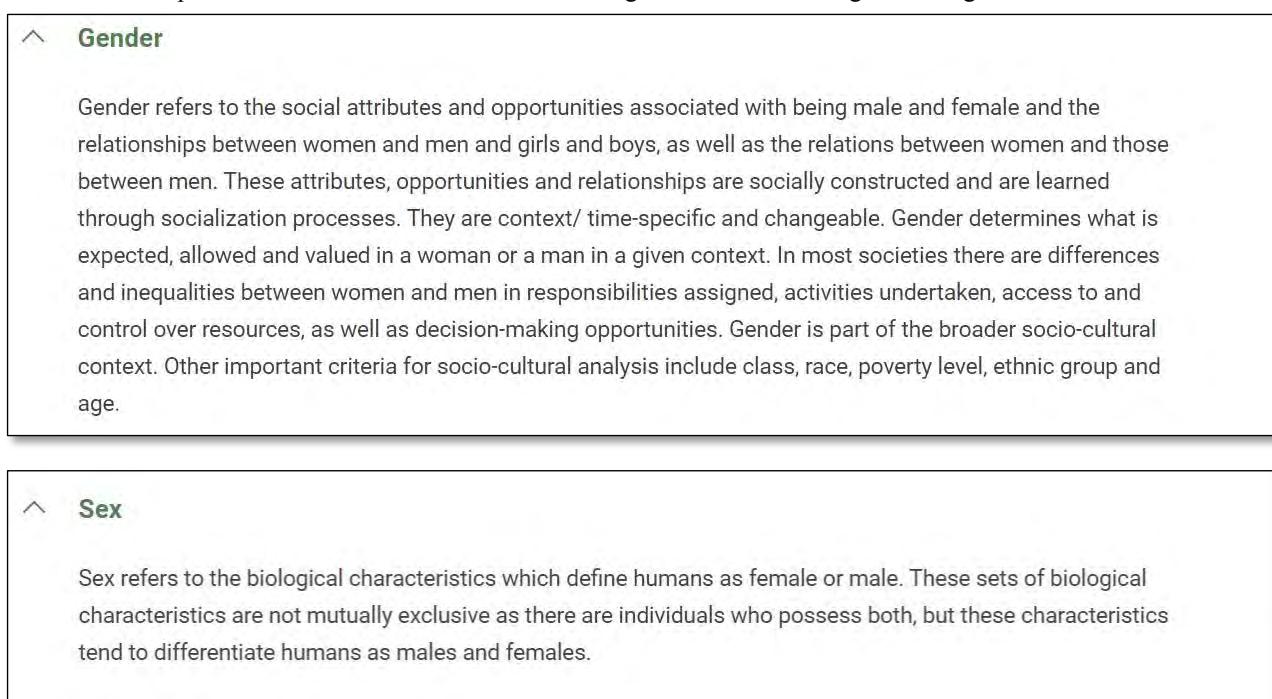 Gender
Gender refers to the social attributes and opportunities associated with being male and female and the
relationships between women and men and girls and boys, as well as the relations between women and those
between men. These attributes, opportunities and relationships are socially constructed and are learned
through socialization processes. They are context/ time-specific and changeable. Gender determines what is
expected, allowed and valued in a woman or a man in a given context. In most societies there are differences
and inequalities between women and men in responsibilities assigned, activities undertaken, access to and
control over resources, as well as decision-making opportunities. Gender is part of the broader socio-cultural
context. Other important criteria for socio-cultural analysis include class, race, poverty level, ethnic group and
age.
Sex
Sex refers to the biological characteristics which define humans as female or male. These sets of biological
characteristics are not mutually exclusive as there are individuals who possess both, but these characteristics
tend to differentiate humans as males and females.